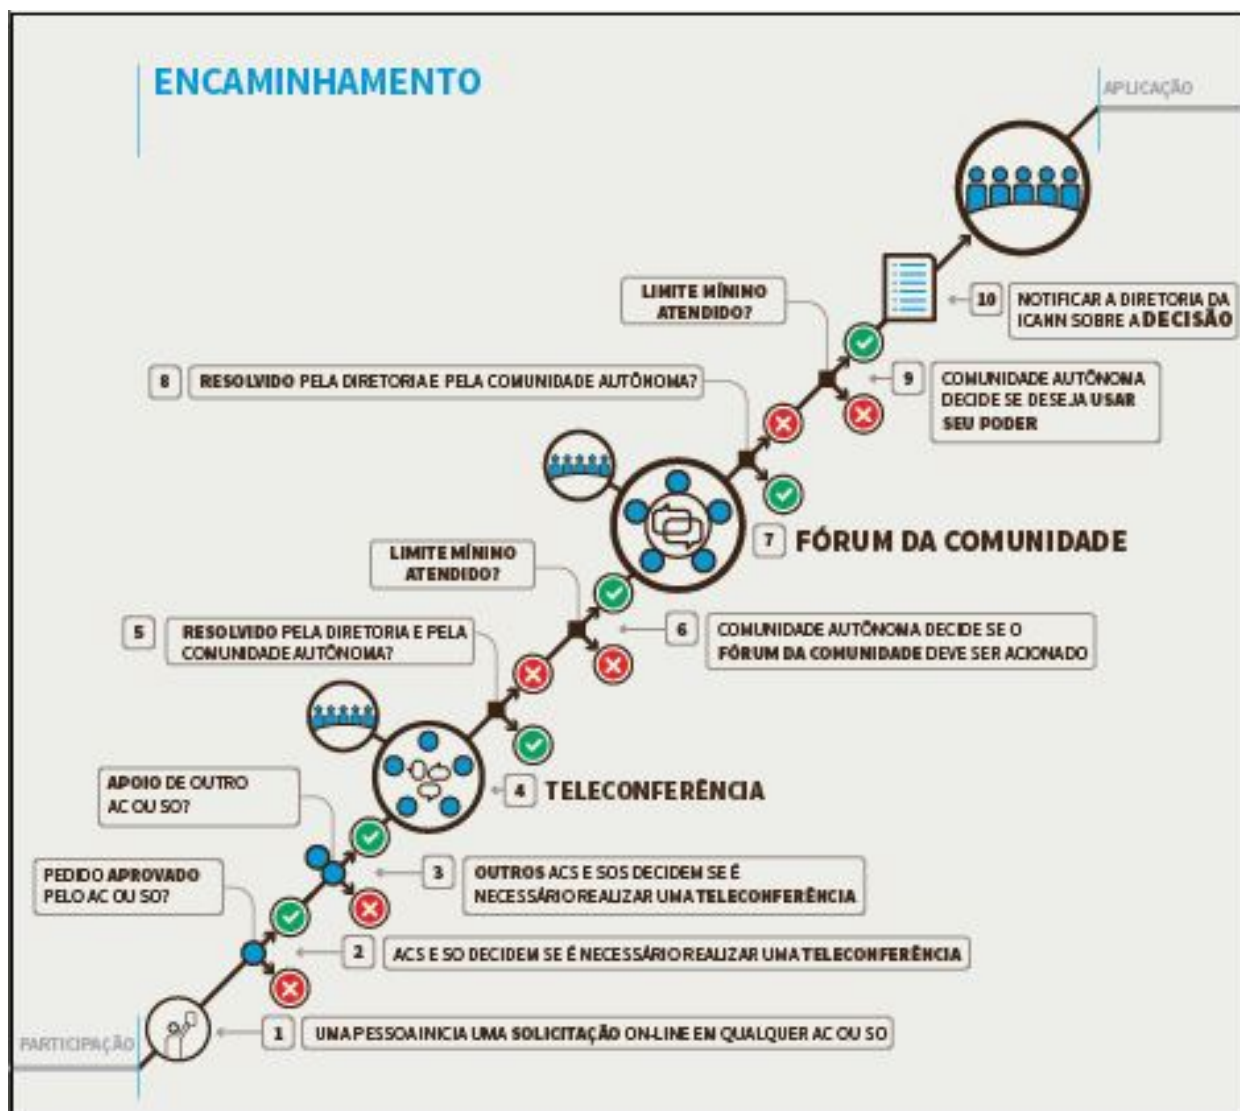 ENCAMINHAMENTO
APLICAÇÃO
LIMITE MÍNINO
ATENDIDO?
10
NOTIFICAR A DIRETORIA DA
ICANN SOBRE A DECISÃO
8
RESOLVIDO PELA DIRETORIA E PELA COMUNIDADE AUTÔNOMA?
9
COMUNIDADE AUTÔNOMA
DECIDE SE DESEJA USAR
SEU PODER
7
FÓRUM DA COMUNIDADE
LIMITE MÍNINO
ATENDIDO?
5
RESOLVIDO PELA DIRETORIA E PELA
COMUNIDADE AUTÔNOMA?
6
COMUNIDADE AUTÔNOMA DECIDE SE O
FÓRUM DA COMUNIDADE DEVE SER ACIONADO
APOIO DE OUTRO
AC OU SO?
4
TELECONFERÊNCIA
PEDIDO APROVADO
PELO AC OU SO?
3
OUTROS ACS E SOS DECIDEM SE É
NECESSÁRIO REALIZAR UMA TELECONFERÊNCIA
2
ACS E SO DECIDEM SE É NECESSÁRIO REALIZAR UMA TELECONFERÊNCIA
1
UMA PESSOA INICIA UMA SOLICITAÇÃO ON-LINE EM QUALQUER AC OU SO
PARTICIPAÇÃO